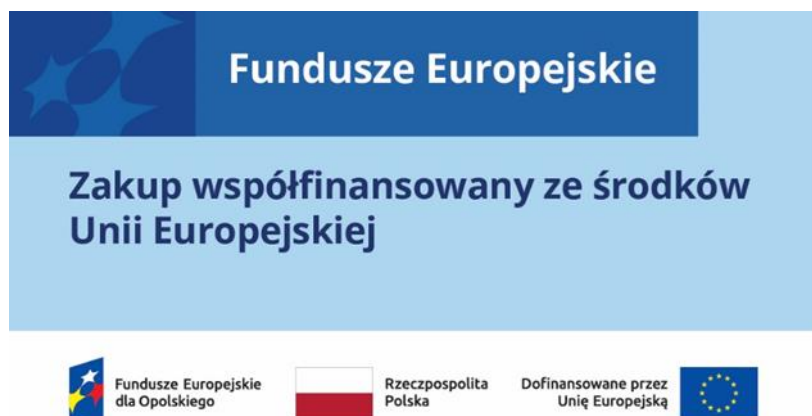 Fundusze Europejskie
Zakup współfinansowany ze środków
Unii Europejskiej
Fundusze Europejskie
dla Opolskiego
Rzeczpospolita
Polska
Dofinansowane przez
Unię Europejską